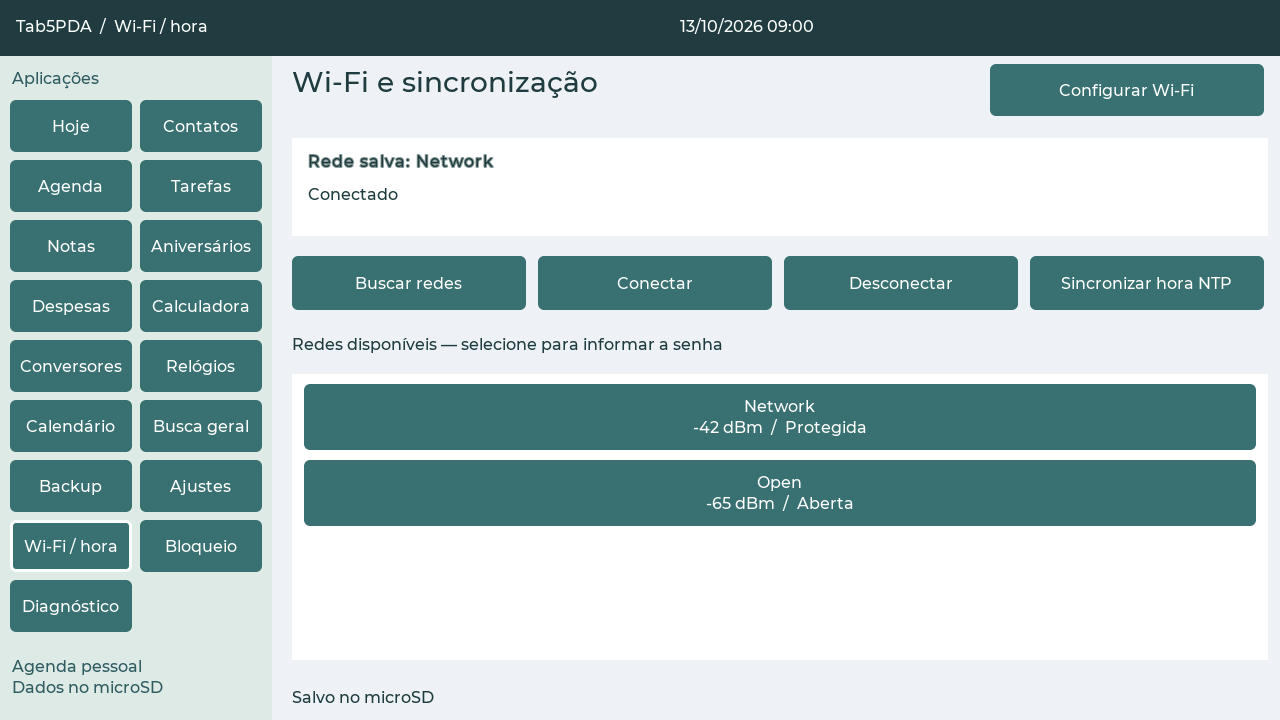 Tab5PDA / Wi-Fi / hora
13/10/2026 09:00
Aplicações
Hoje
Contatos
Agenda
Tarefas
Notas
Aniversários
Despesas
Calculadora
Conversores
Relógios
Calendário
Busca geral
Backup
Ajustes
Wi-Fi / hora
Bloqueio
Diagnóstico
Agenda pessoal
Dados no microSD
Wi-Fi e sincronização
Configurar Wi-Fi
Rede salva: Network
Conectado
Buscar redes
Conectar
Desconectar
Sincronizar hora NTP
Redes disponíveis — selecione para informar a senha
Network
-42 dBm / Protegida
Open
-65 dBm / Aberta
Salvo no microSD